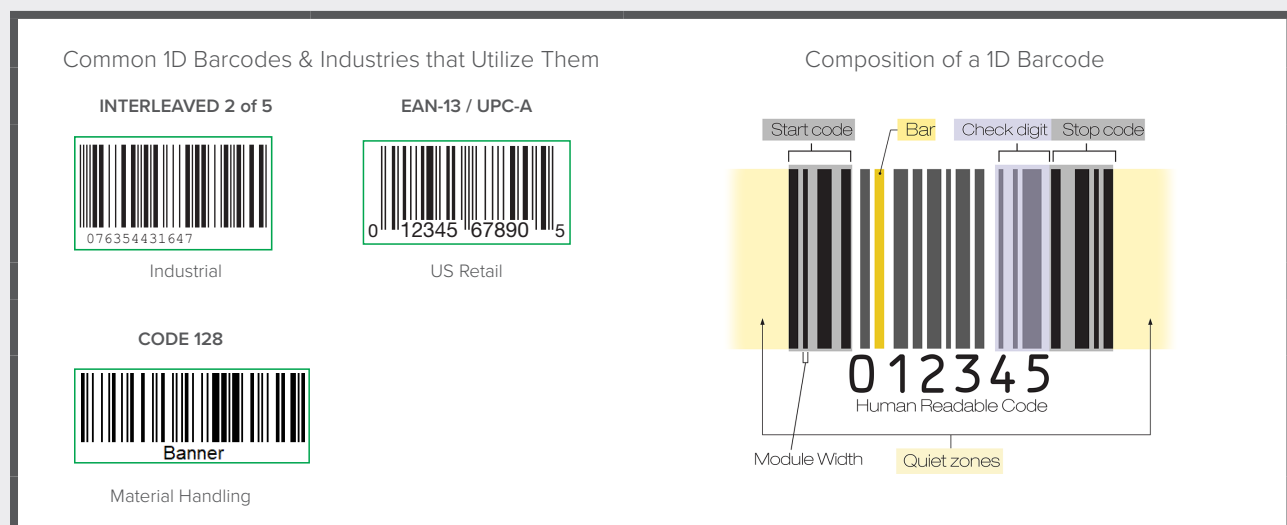 Common 1D Barcodes & Industries that Utilize Them
INTERLEAVED 2 of 5
076354431647
Industrial
EAN-13 / UPC-A
0 12345 67890 5
US Retail
CODE 128
Banner
Material Handling
Composition of a 1D Barcode
Start code
Bar
Check digit
Stop code
012345
Human Readable Code
Module Width
Quiet zones